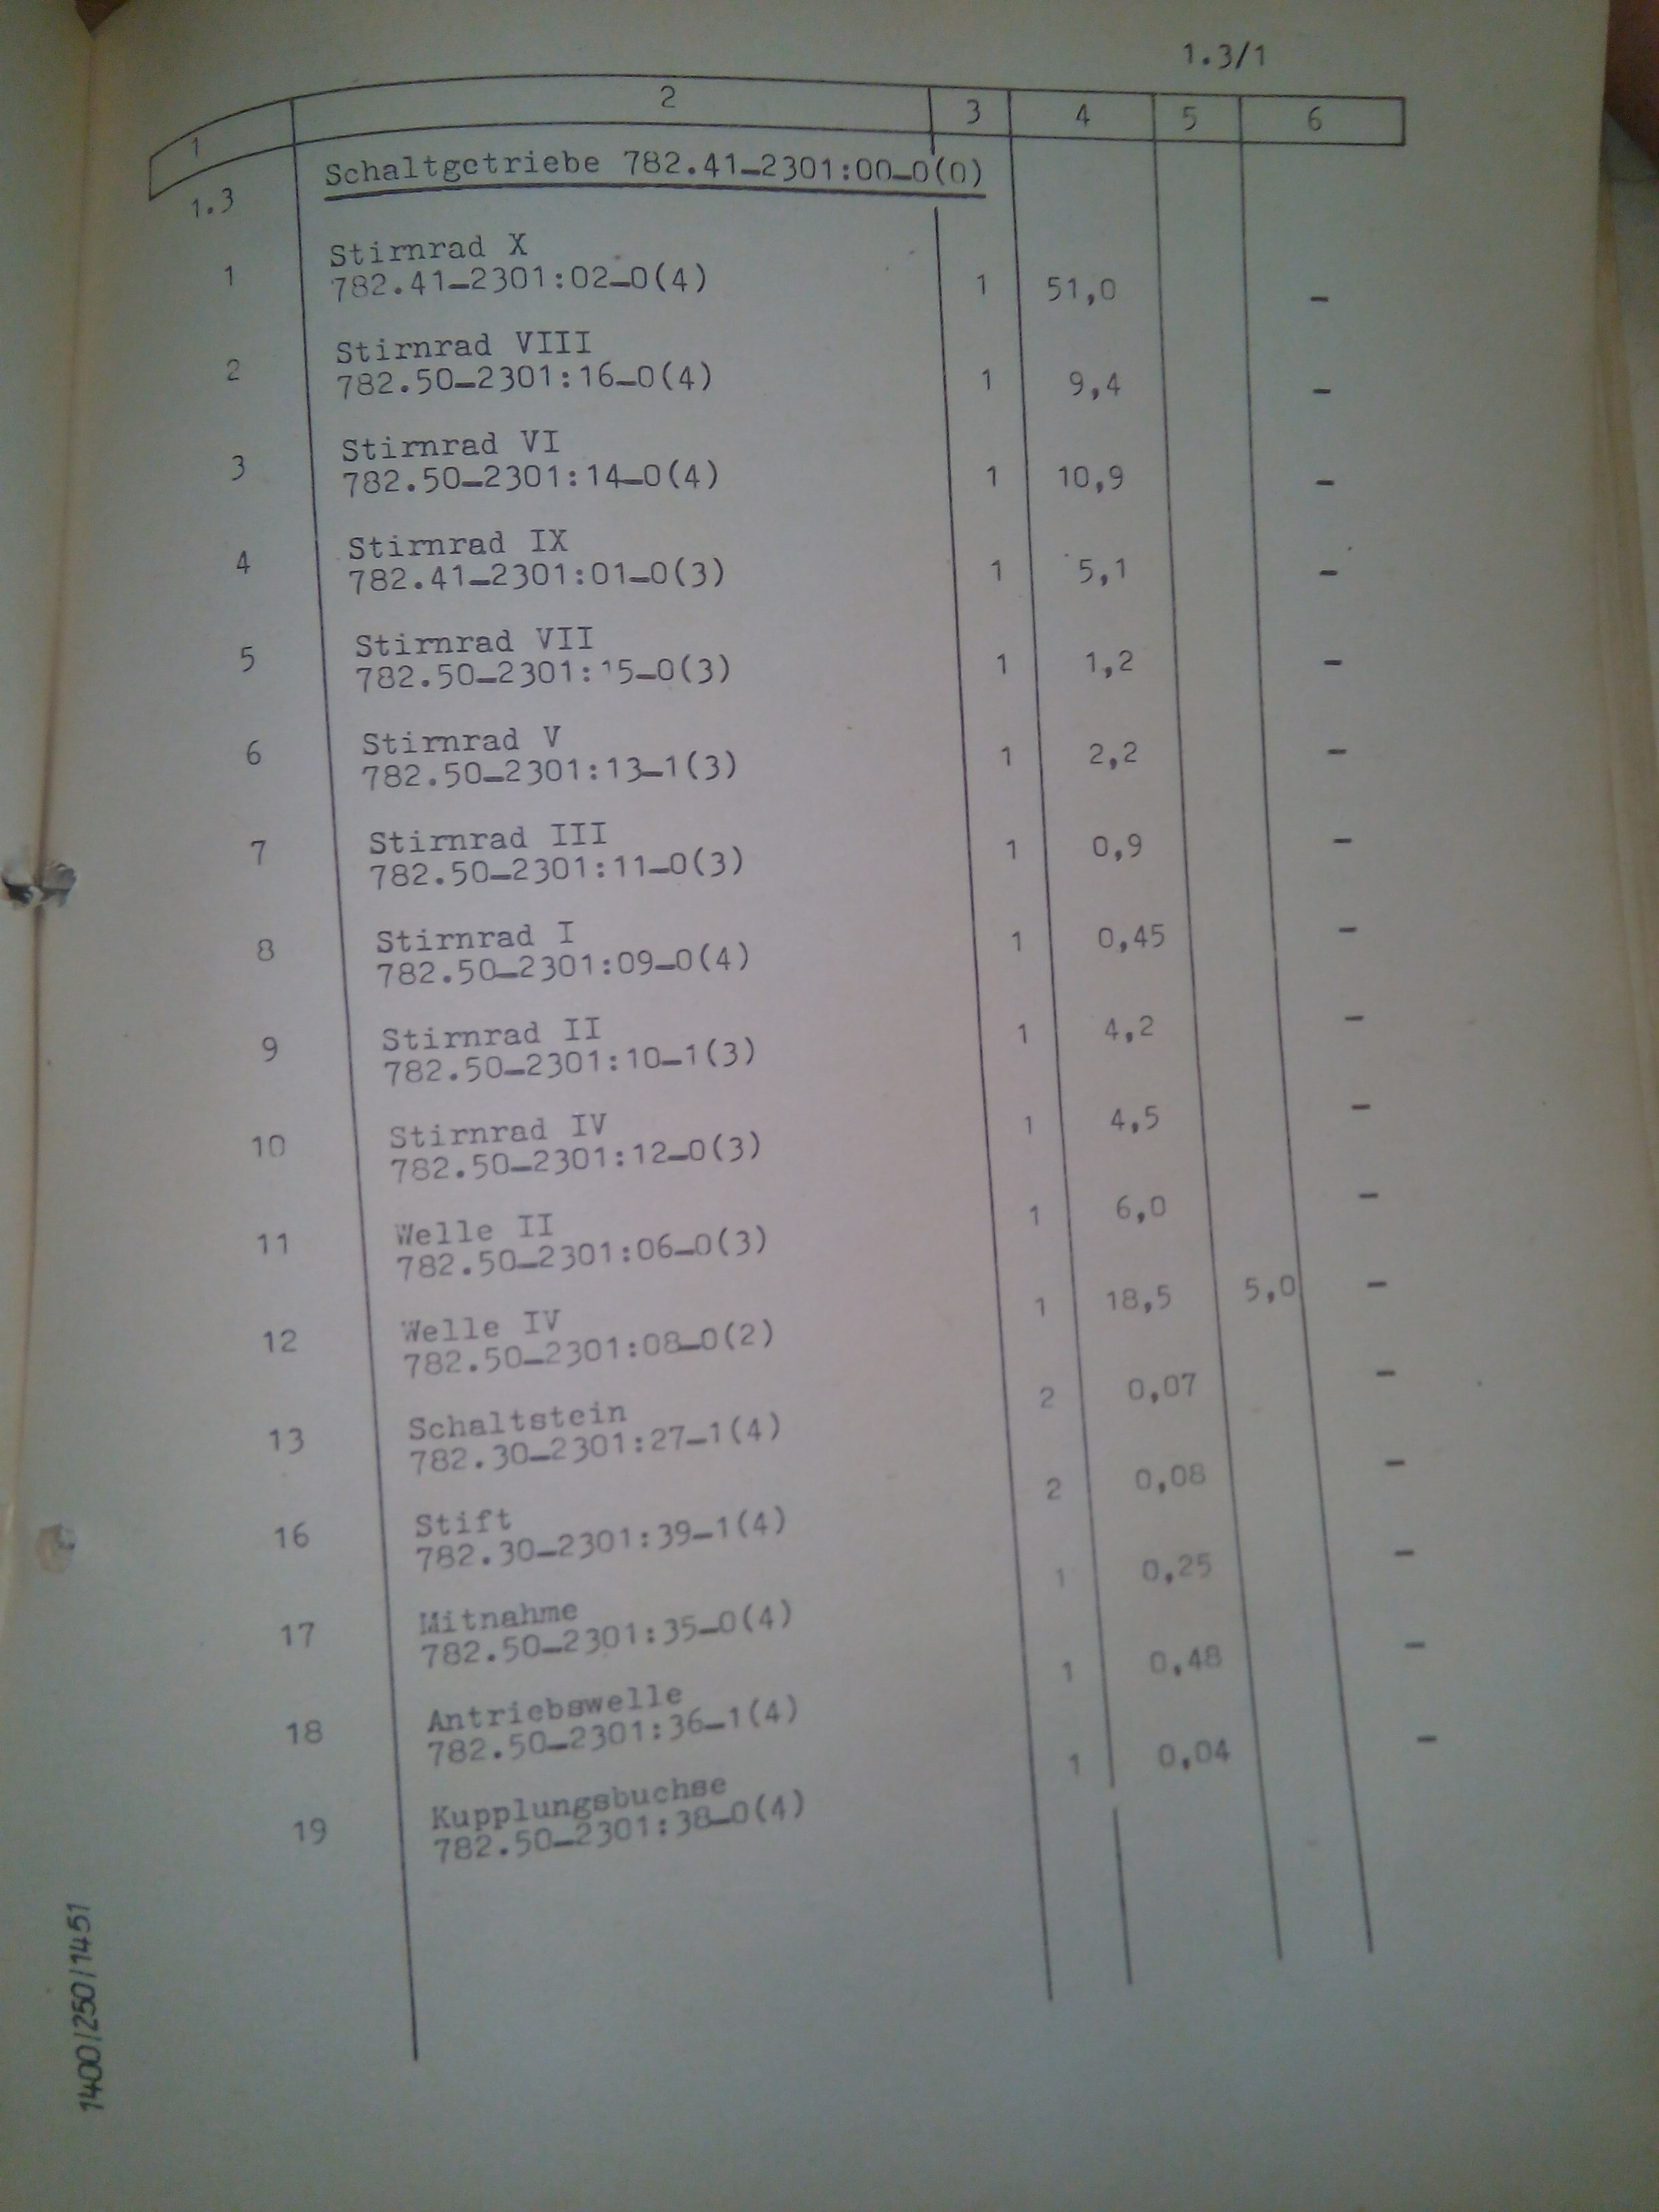 1.3/1
1 2 3 4 5 6
1.3 Schaltgetriebe 782.41-2301:00-0(0)
Stirnrad X
1 782.41-2301:02-0(4) 1 51,0 -
Stirnrad VIII
2 782.50-2301:16-0(4) 1 9,4 -
Stirnrad VI
3 782.50-2301:14-0(4) 1 10,9 -
Stirnrad IX
4 782.41-2301:01-0(3) 1 5,1 -
Stirnrad VII
5 782.50-2301:15-0(3) 1 1,2 -
Stirnrad V
6 782.50-2301:13-1(3) 1 2,2 -
Stirnrad III
7 782.50-2301:11-0(3) 1 0,9 -
Stirnrad I
8 782.50-2301:09-0(4) 1 0,45 -
Stirnrad II
9 782.50-2301:10-1(3) 1 4,2 -
Stirnrad IV
10 782.50-2301:12-0(3) 1 4,5 -
Welle II
11 782.50-2301:06-0(3) 1 6,0 -
Welle IV
12 782.50-2301:08-0(2) 1 18,5 5,0 -
Schaltstein
13 782.30-2301:27-1(4) 2 0,07 -
Stift
16 782.30-2301:39-1(4) 2 0,08 -
Mitnahme
17 782.50-2301:35-0(4) 1 0,25 -
Antriebswelle
18 782.50-2301:36-1(4) 1 0,48 -
Kupplungsbuchse
19 782.50-2301:38-0(4) 1 0,04 -
1400/250/1451